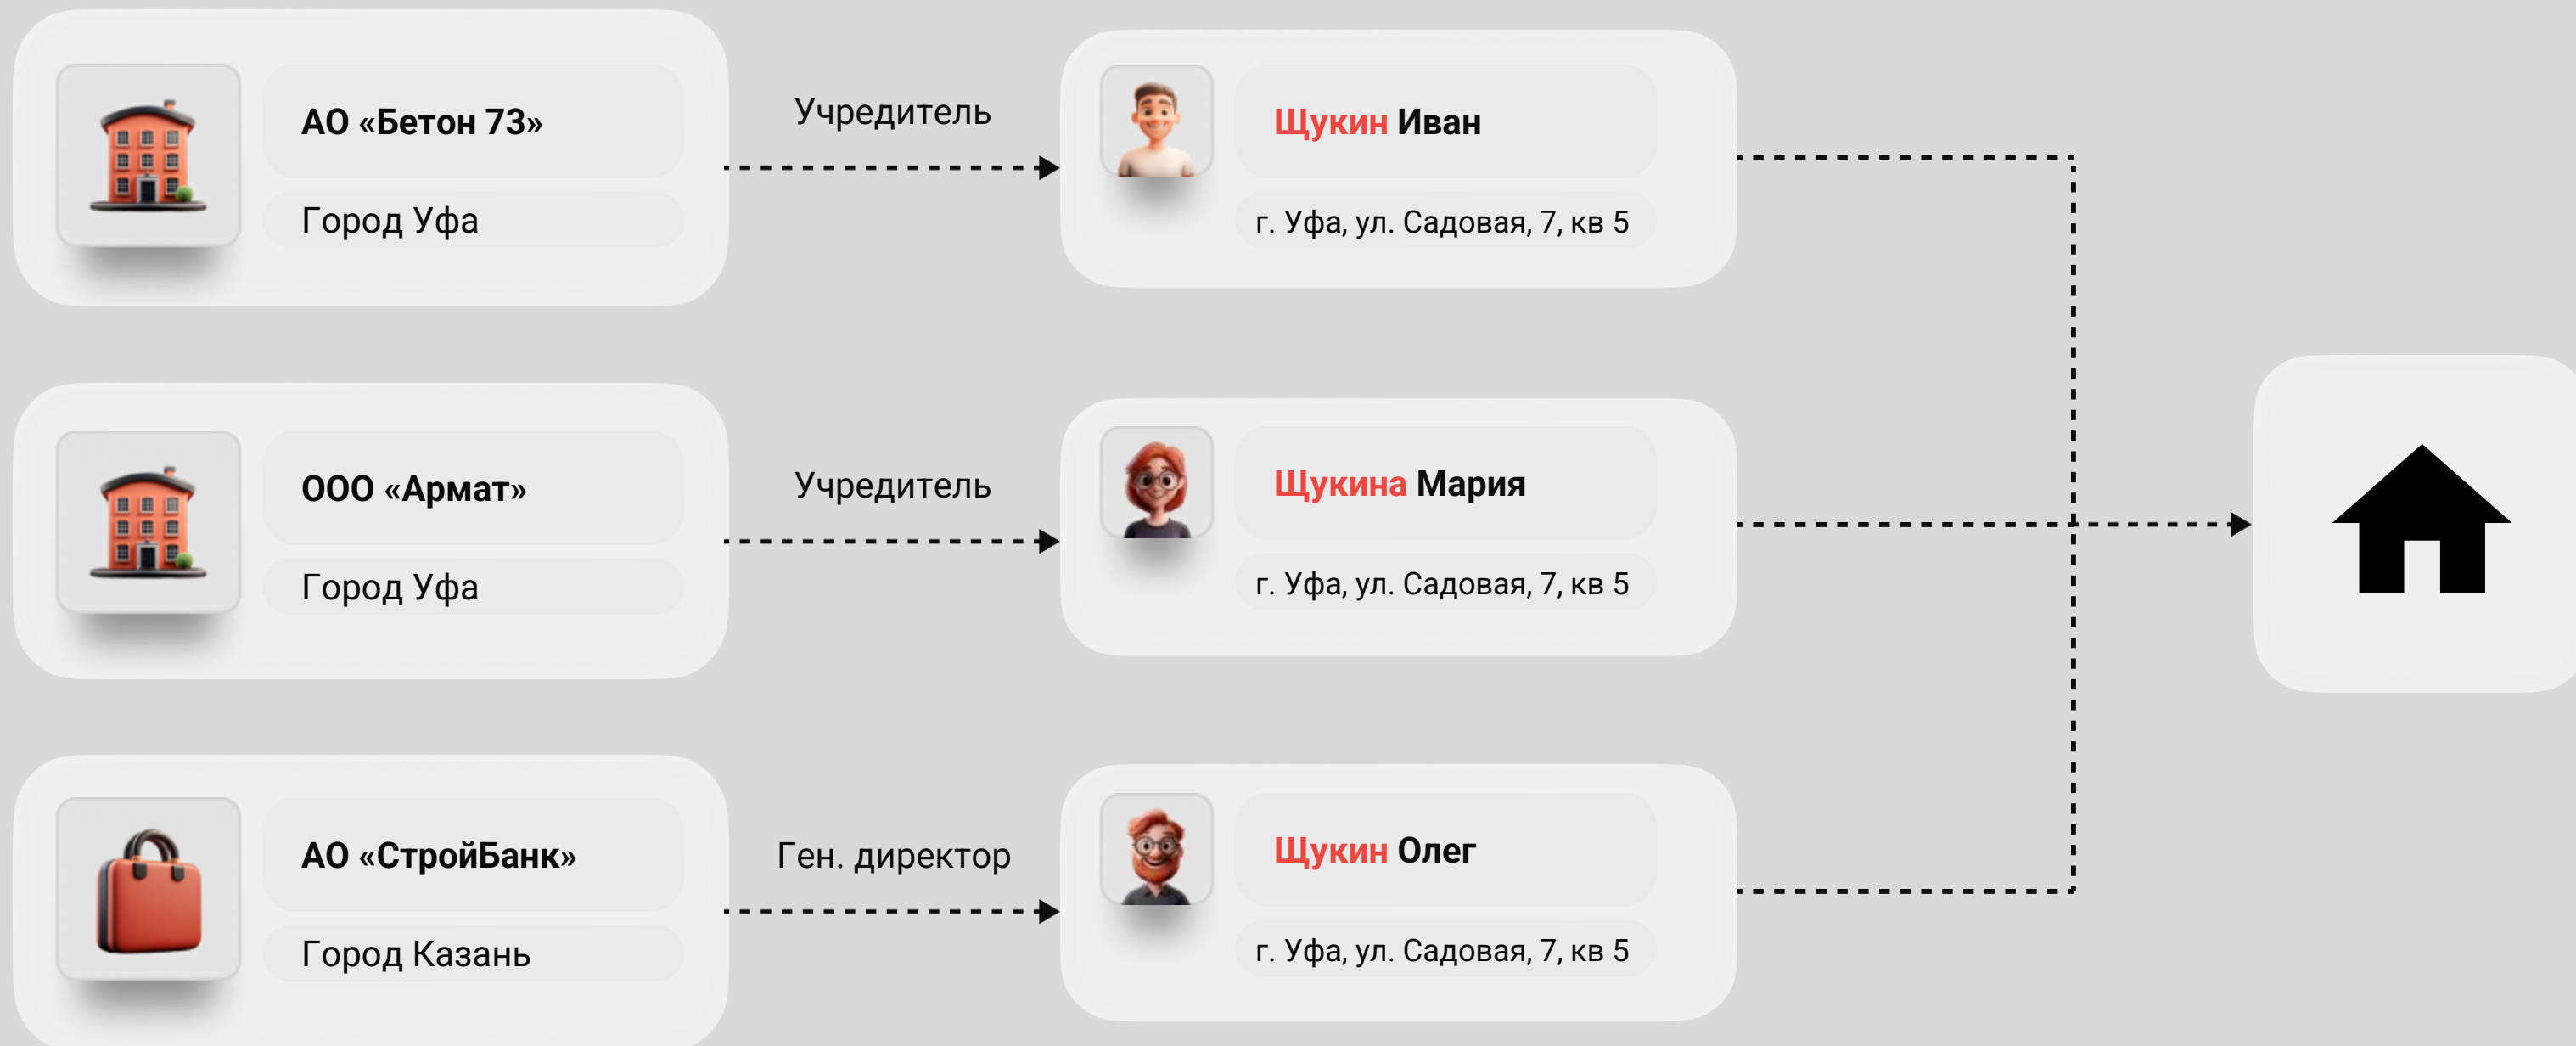 АО «Бетон 73»
Город Уфа
Учредитель
Щукин Иван
г. Уфа, ул. Садовая, 7, кв 5
ООО «Армат»
Город Уфа
Учредитель
Щукина Мария
г. Уфа, ул. Садовая, 7, кв 5
АО «СтройБанк»
Город Казань
Ген. директор
Щукин Олег
г. Уфа, ул. Садовая, 7, кв 5